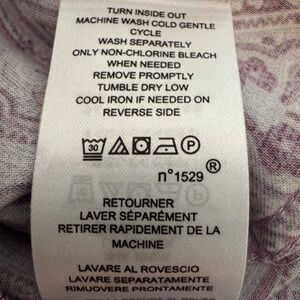 TURN INSIDE OUT
MACHINE WASH COLD GENTLE
CYCLE
WASH SEPARATELY
ONLY NON-CHLORINE BLEACH
WHEN NEEDED
REMOVE PROMPTLY
TUMBLE DRY LOW
COOL IRON IF NEEDED ON
REVERSE SIDE
30 P
n°1529 ®
RETOURNER
LAVER SÉPARÉMENT
RETIRER RAPIDEMENT DE LA
MACHINE
LAVARE AL ROVESCIO
LAVARE SEPARATAMENTE
RIMUOVERE PRONTAMENTE